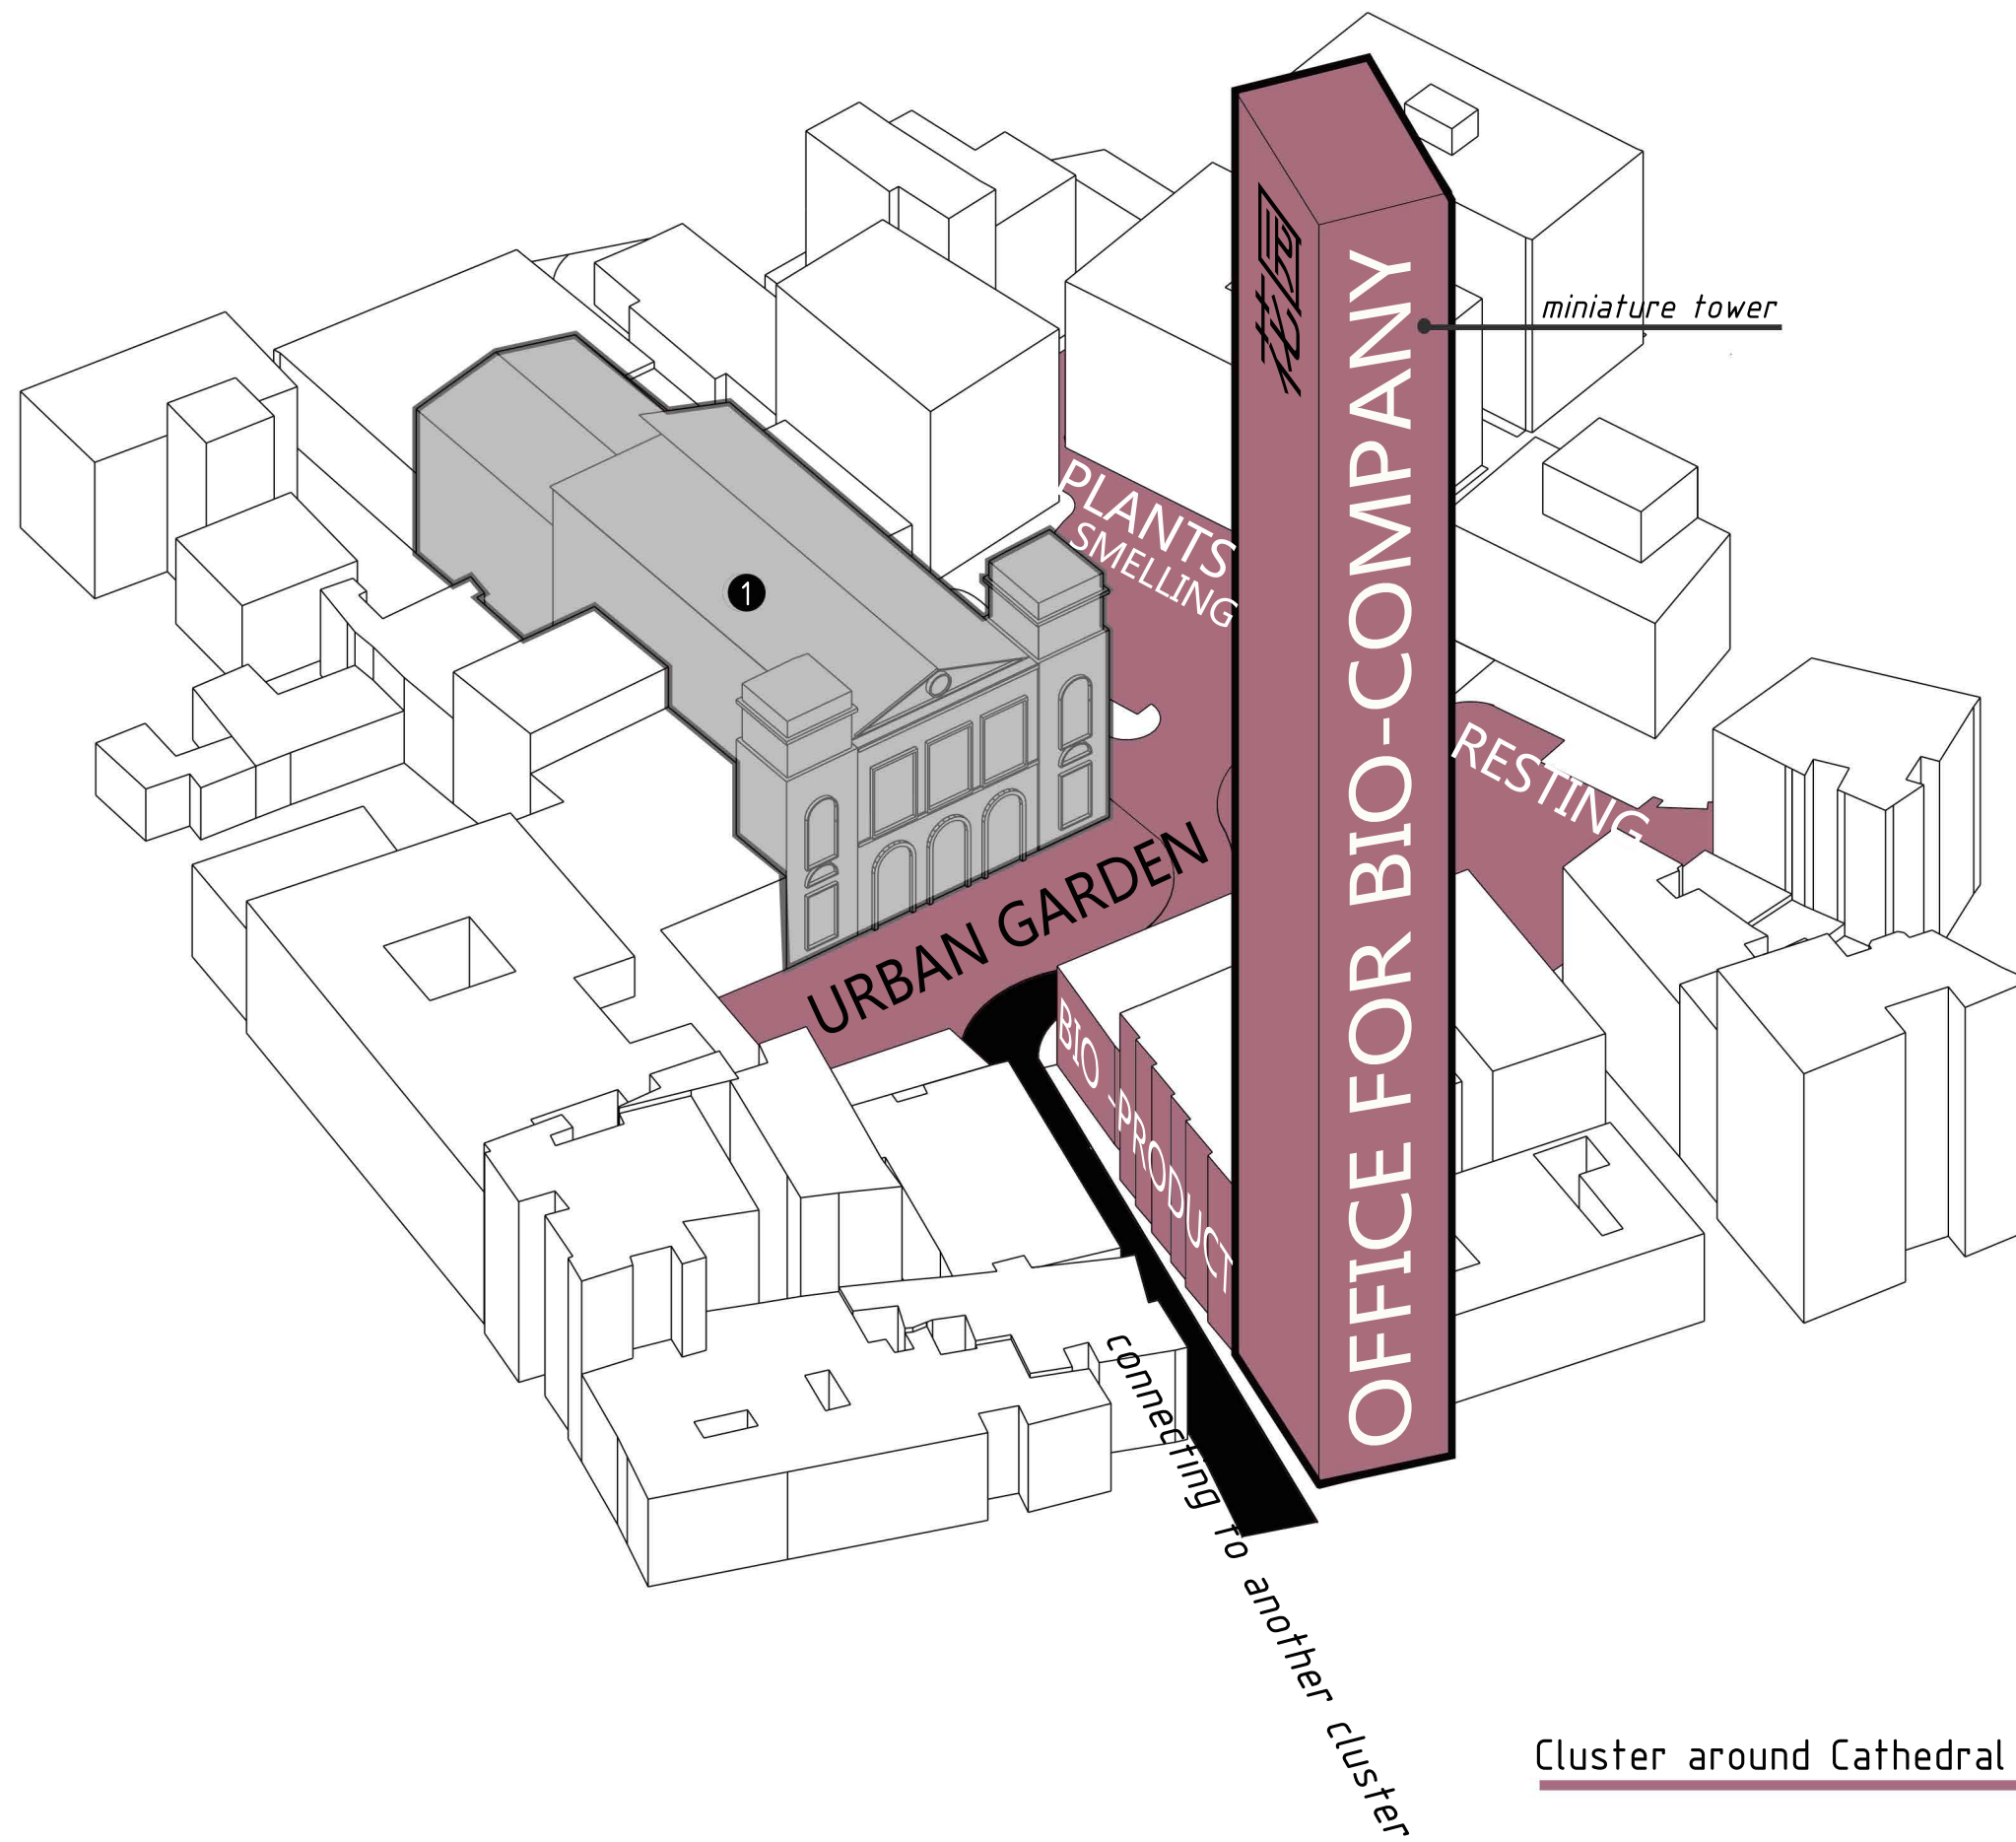 miniature tower
OFFICE FOR BIO-COMPANY
PLANTS
SMELLING
1
RESTING
URBAN GARDEN
BIO -PRODUCT
connecting to another cluster
Cluster around Cathedral